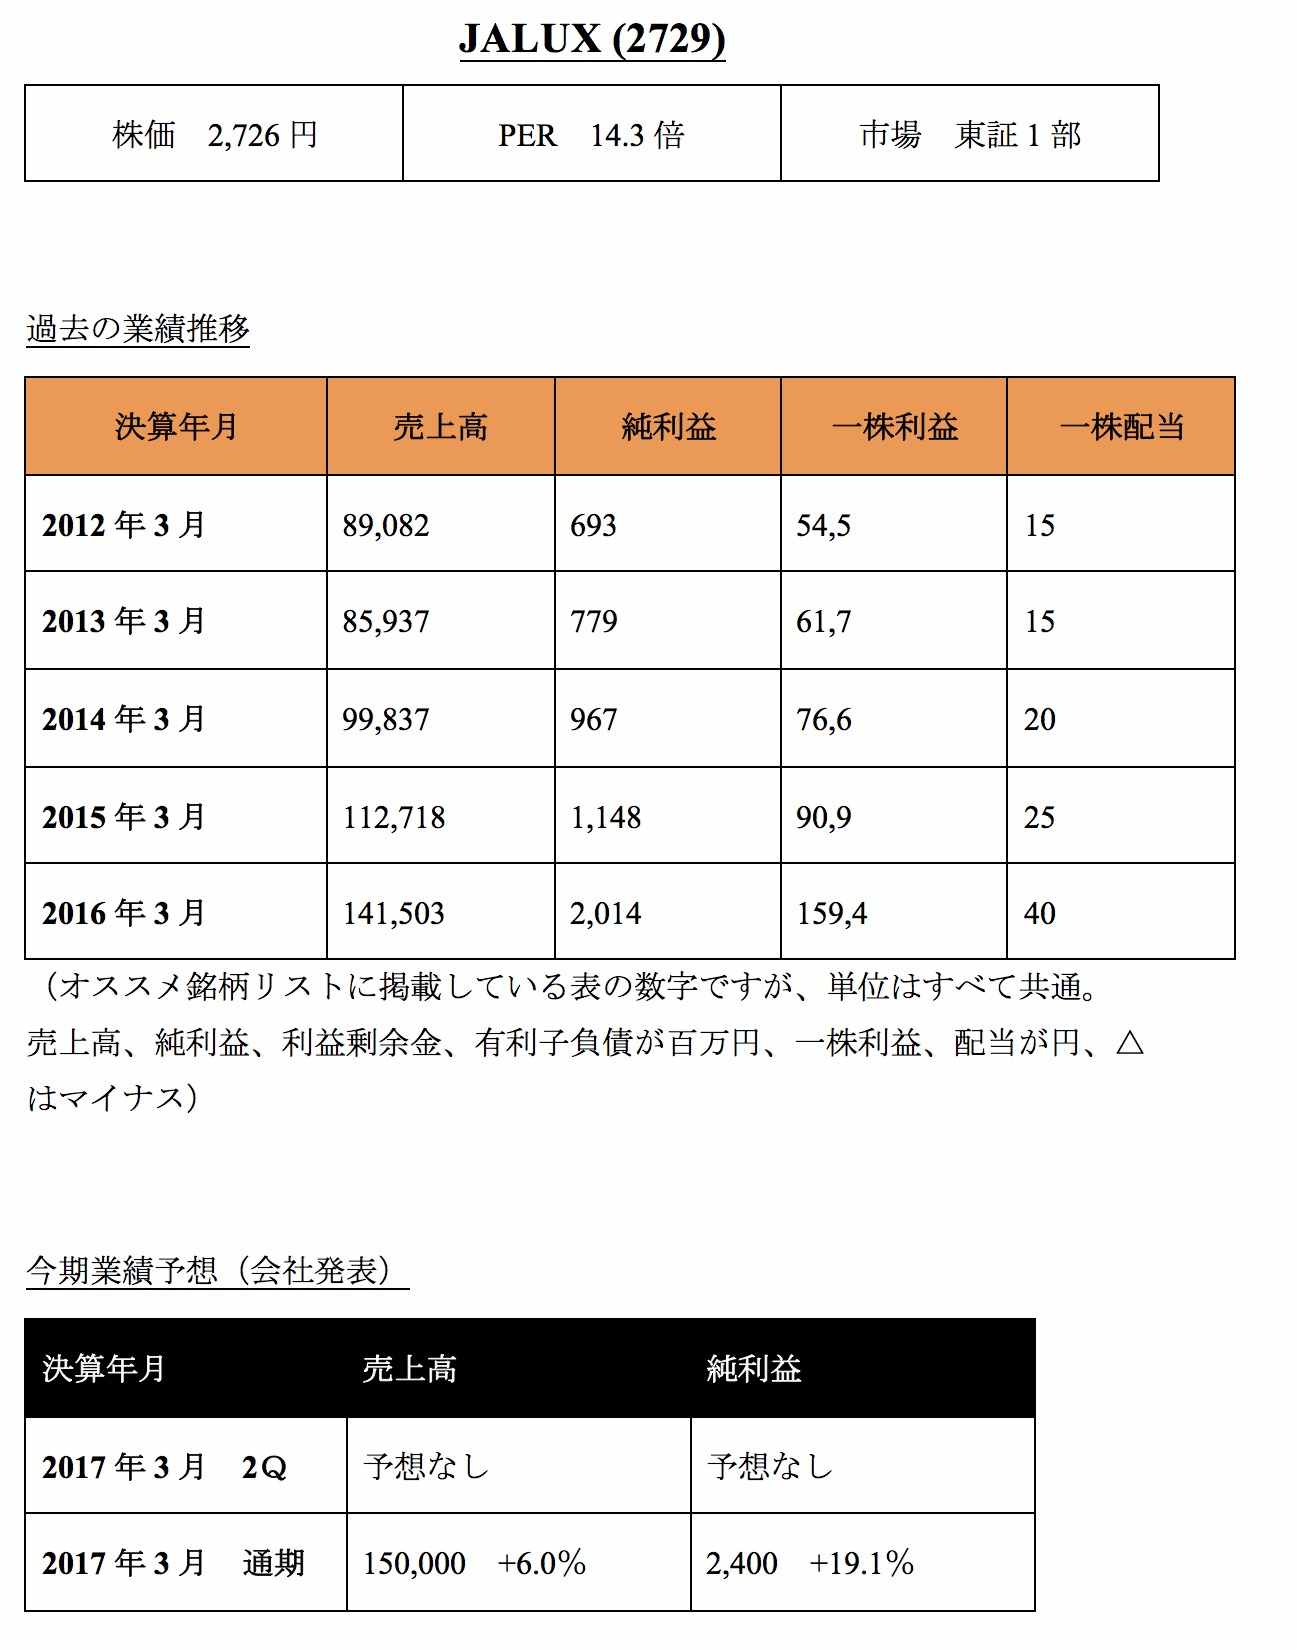 JALUX (2729)
株価　2,726 円　PER　14.3 倍　市場　東証 1 部
過去の業績推移
決算年月　売上高　純利益　一株利益　一株配当
2012 年 3 月　89,082　693　54,5　15
2013 年 3 月　85,937　779　61,7　15
2014 年 3 月　99,837　967　76,6　20
2015 年 3 月　112,718　1,148　90,9　25
2016 年 3 月　141,503　2,014　159,4　40
（オススメ銘柄リストに掲載している表の数字ですが、単位はすべて共通。
売上高、純利益、利益剰余金、有利子負債が百万円、一株利益、配当が円、△
はマイナス）
今期業績予想（会社発表）
決算年月　売上高　純利益
2017 年 3 月　2Ｑ　予想なし　予想なし
2017 年 3 月　通期　150,000　+6.0％　2,400　+19.1％